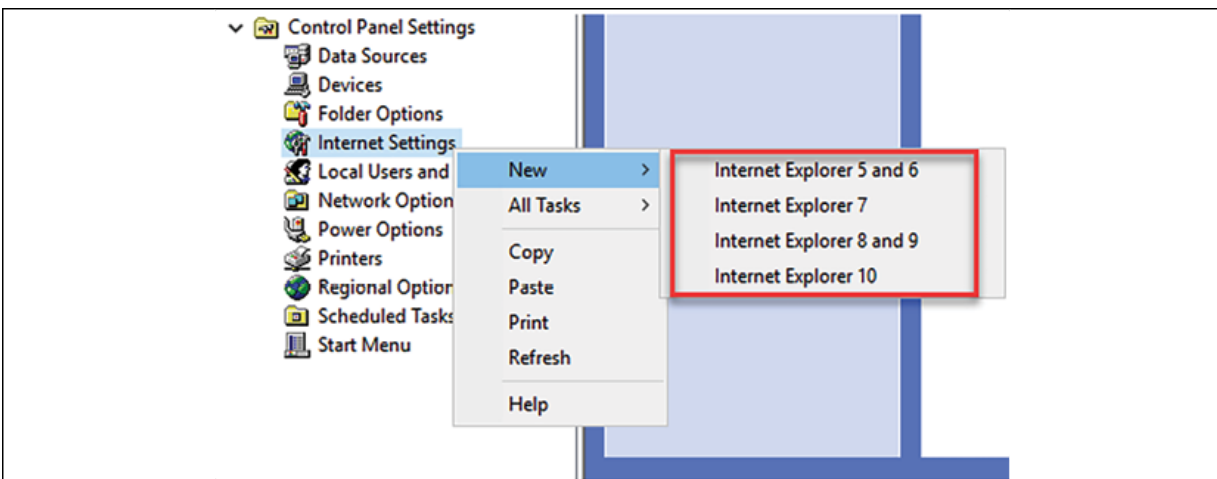 Control Panel Settings
Data Sources
Devices
Folder Options
Internet Settings
Local Users and
Network Option
Power Options
Printers
Regional Option
Scheduled Tasks
Start Menu
New
All Tasks
Copy
Paste
Print
Refresh
Help
Internet Explorer 5 and 6
Internet Explorer 7
Internet Explorer 8 and 9
Internet Explorer 10